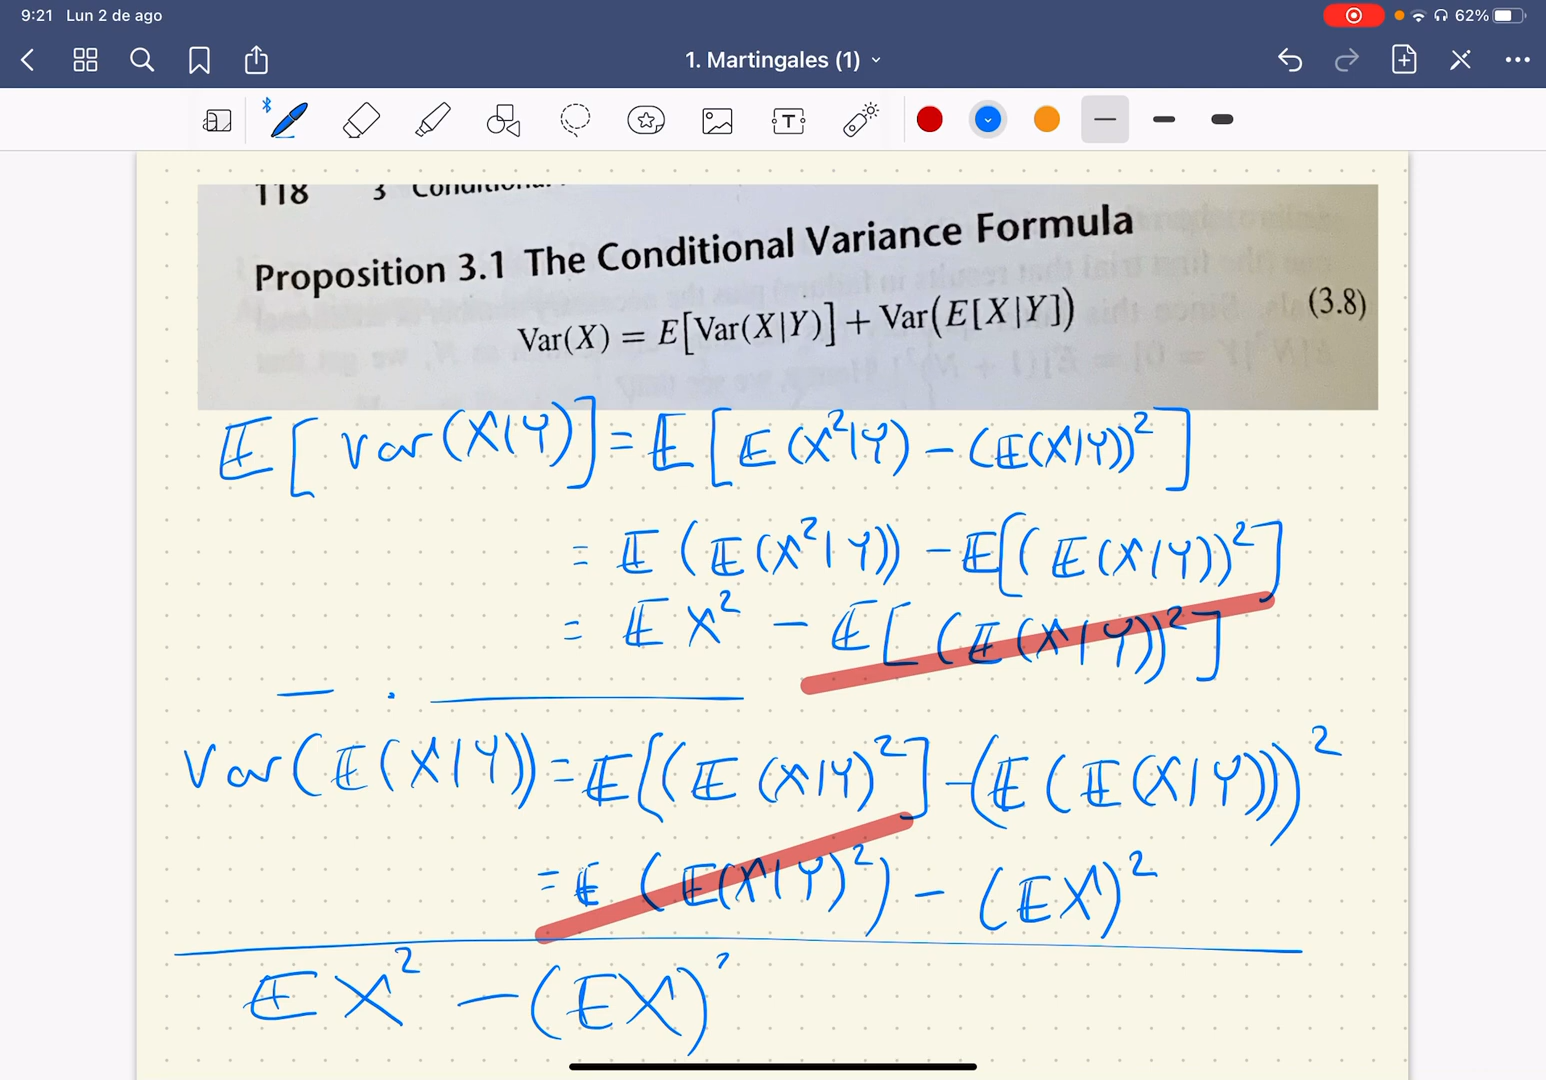 9:21 Lun 2 de ago 62%
1. Martingales (1)
118 3 Conditional
Proposition 3.1 The Conditional Variance Formula
Var(X) = E[Var(X|Y)] + Var(E[X|Y]) (3.8)
𝔼[var(X|Y)] = 𝔼[𝔼(X²|Y) − (𝔼(X|Y))²]
= 𝔼(𝔼(X²|Y)) − 𝔼[(𝔼(X|Y))²]
= 𝔼X² − 𝔼[(𝔼(X|Y))²]
Var(𝔼(X|Y)) = 𝔼[(𝔼(X|Y)²] − (𝔼(𝔼(X|Y)))²
= 𝔼(𝔼(X|Y)²) − (𝔼X)²
𝔼X² − (EX)²